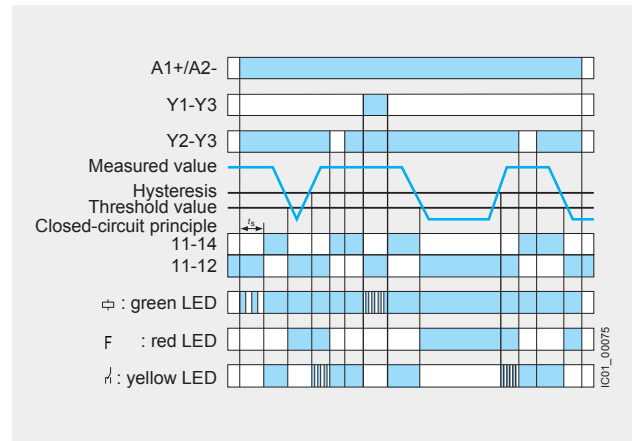 A1+/A2-
Y1-Y3
Y2-Y3
Measured value
Hysteresis
Threshold value
Closed-circuit principle
ts
11-14
11-12
: green LED
F : red LED
: yellow LED
IC01_00075